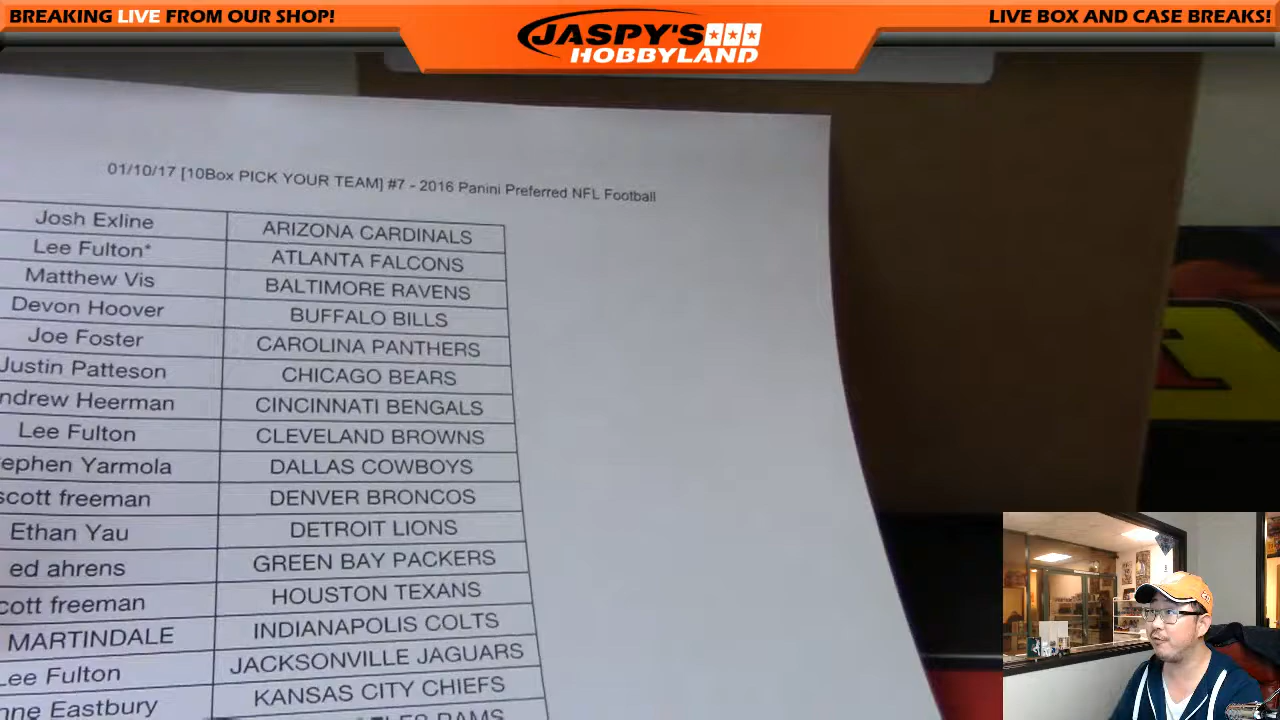 BREAKING LIVE FROM OUR SHOP!
JASPY'S
HOBBYLAND
LIVE BOX AND CASE BREAKS!
01/10/17 [10Box PICK YOUR TEAM] #7 - 2016 Panini Preferred NFL Football
Josh Exline ARIZONA CARDINALS
Lee Fulton* ATLANTA FALCONS
Matthew Vis BALTIMORE RAVENS
Devon Hoover BUFFALO BILLS
Joe Foster CAROLINA PANTHERS
Justin Patteson CHICAGO BEARS
ndrew Heerman CINCINNATI BENGALS
Lee Fulton CLEVELAND BROWNS
ephen Yarmola DALLAS COWBOYS
scott freeman DENVER BRONCOS
Ethan Yau DETROIT LIONS
ed ahrens GREEN BAY PACKERS
cott freeman HOUSTON TEXANS
MARTINDALE INDIANAPOLIS COLTS
Lee Fulton JACKSONVILLE JAGUARS
nne Eastbury KANSAS CITY CHIEFS
RAMS